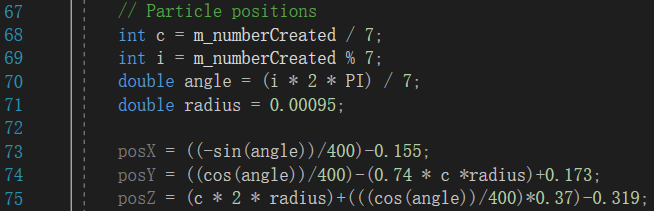 67 // Particle positions
68 int c = m_numberCreated / 7;
69 int i = m_numberCreated % 7;
70 double angle = (i * 2 * PI) / 7;
71 double radius = 0.00095;
72
73 posX = ((-sin(angle))/400)-0.155;
74 posY = ((cos(angle))/400)-(0.74 * c *radius)+0.173;
75 posZ = (c * 2 * radius)+(((cos(angle))/400)*0.37)-0.319;